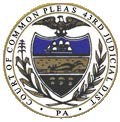 COURT OF COMMON PLEAS 43RD JUDICIAL DIST.
• PA •